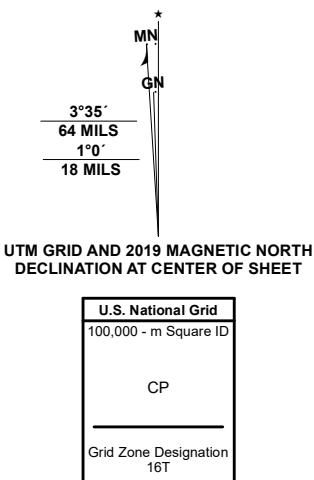 MN
GN
3°35´
64 MILS
1°0´
18 MILS
UTM GRID AND 2019 MAGNETIC NORTH
DECLINATION AT CENTER OF SHEET
U.S. National Grid
100,000 - m Square ID
CP
Grid Zone Designation
16T